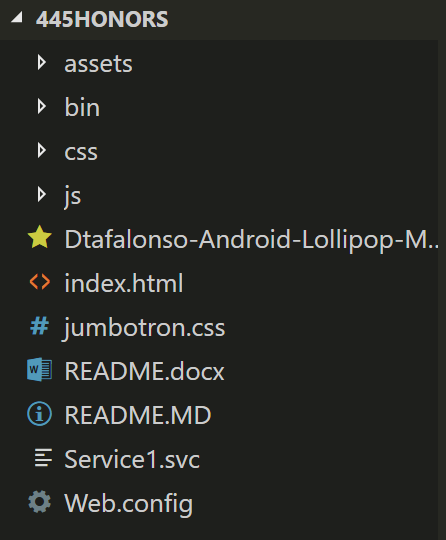 445HONORS
assets
bin
css
js
Dtafalonso-Android-Lollipop-M...
index.html
jumbotron.css
README.docx
README.MD
Service1.svc
Web.config